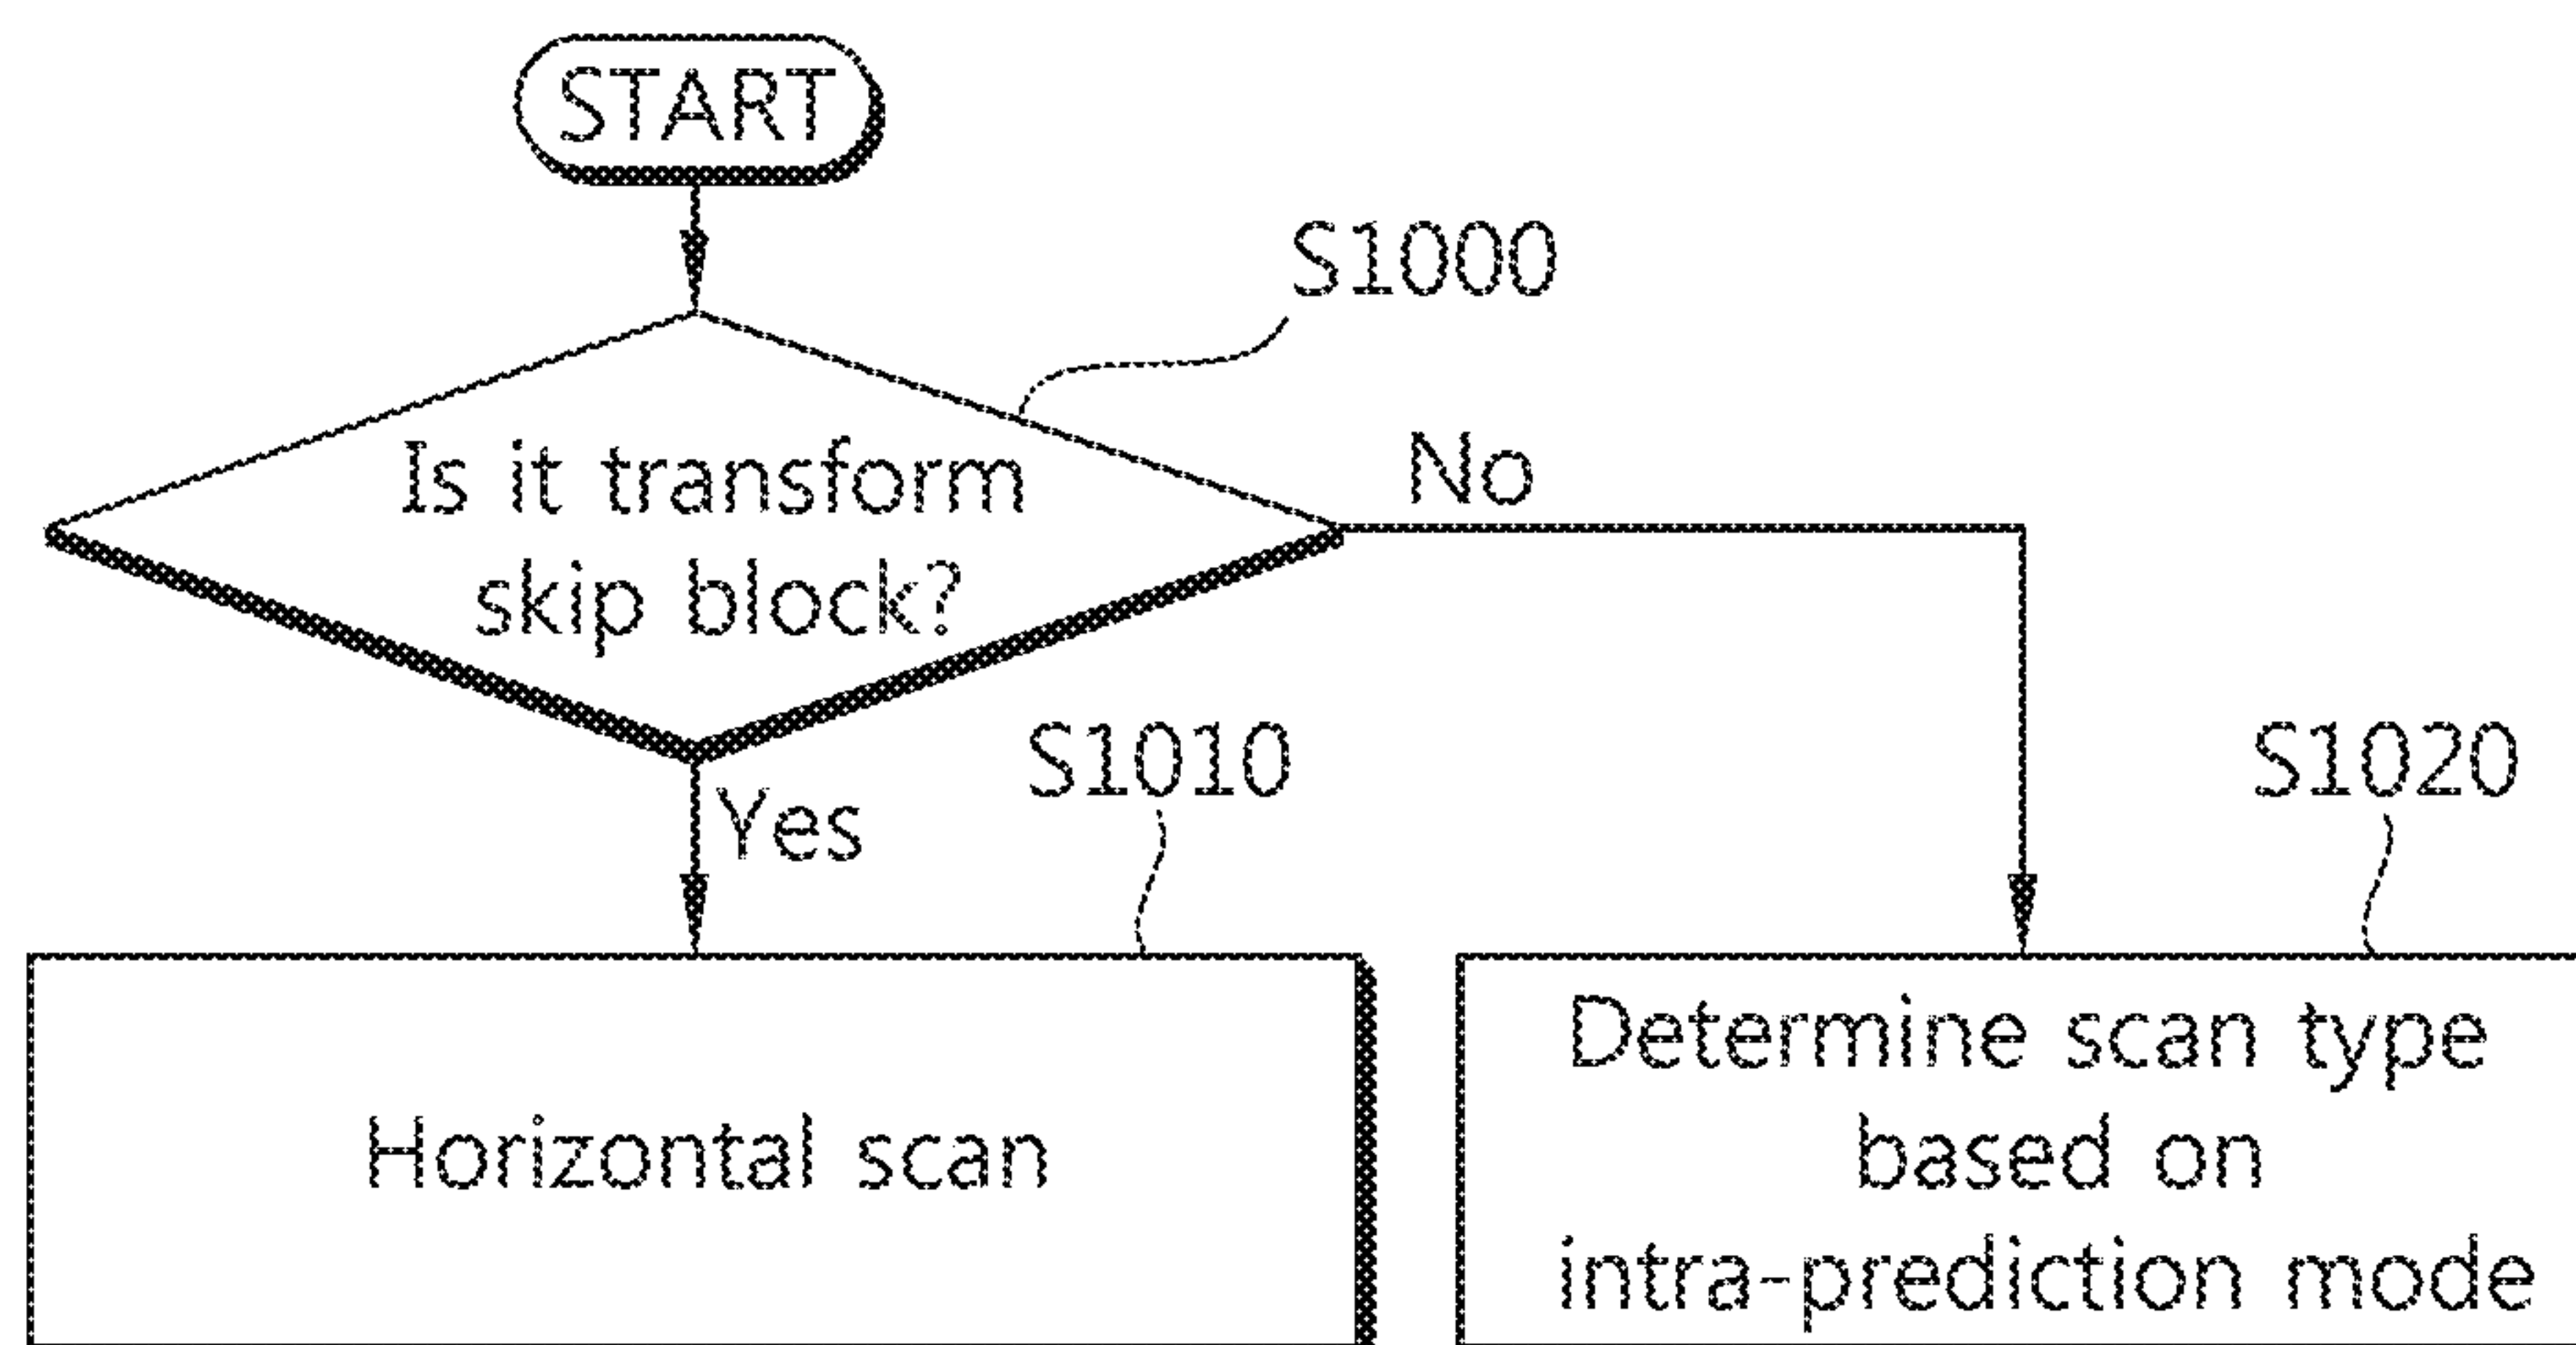 START
S1000
Is it transform
skip block?
No
Yes
S1010
S1020
Horizontal scan
Determine scan type
based on
intra-prediction mode